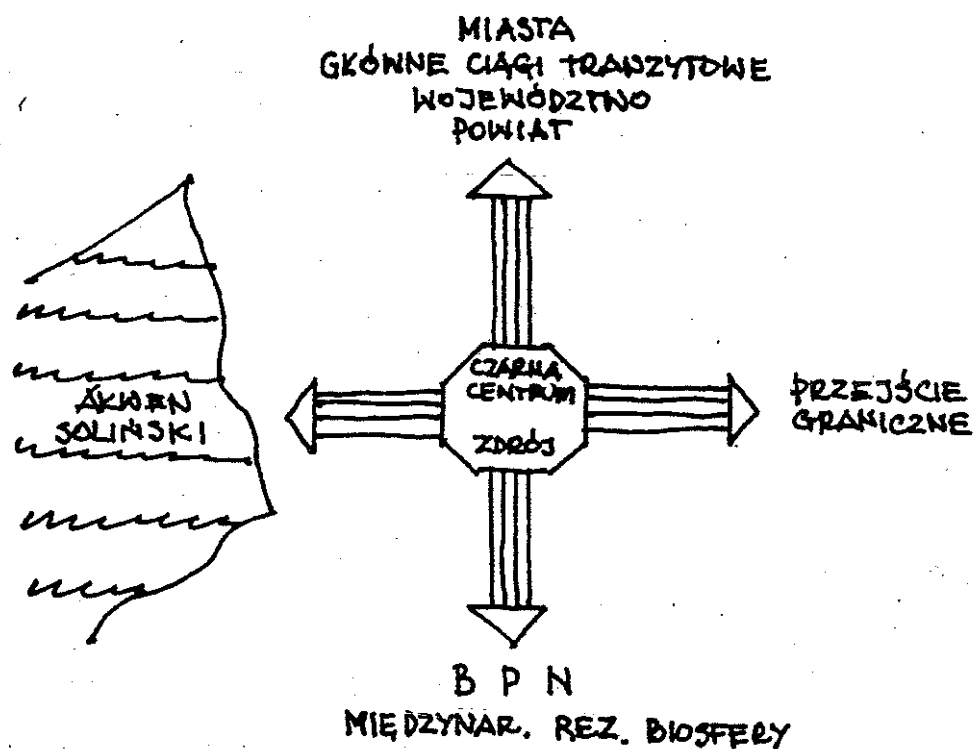 MIASTA
GŁÓWNE CIĄGI TRANZYTOWE
WOJEWÓDZTWO
POWIAT
AKWEN
SOLIŃSKI
CZARNA
CENTRUM
ZDRÓJ
PRZEJŚCIE
GRANICZNE
B P N
MIĘDZYNAR. REZ. BIOSFERY